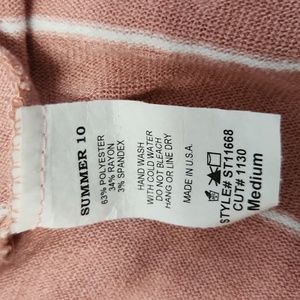 SUMMER 10
63% POLYESTER
34% RAYON
3% SPANDEX
HAND WASH
WITH COLD WATER
DO NOT BLEACH
HANG OR LINE DRY
MADE IN U.S.A.
STYLE# ST11668
CUT# 1130
Medium